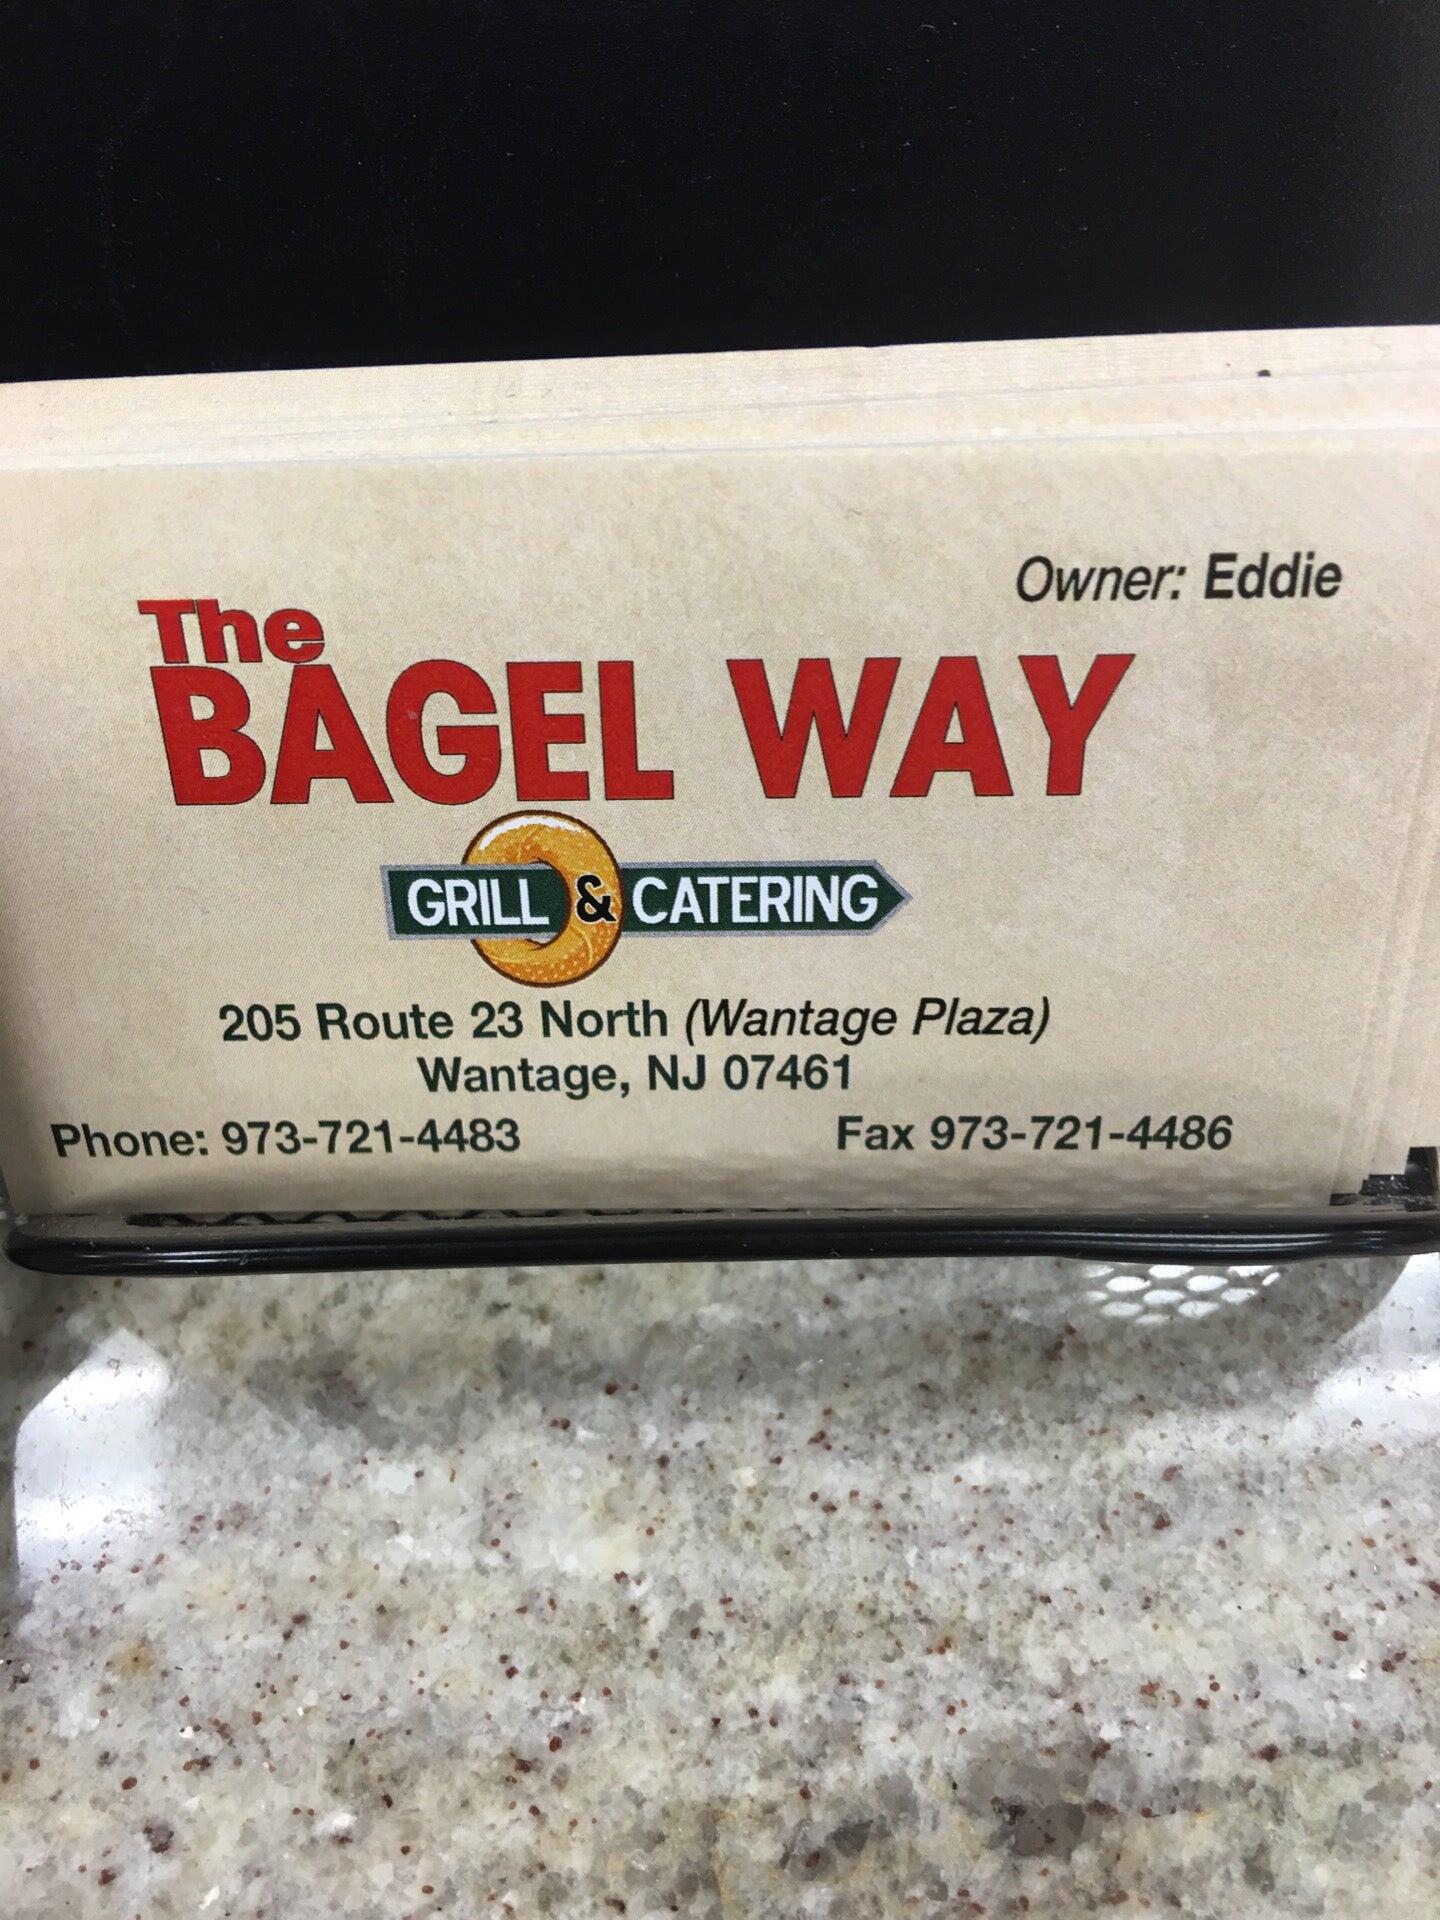 Owner: Eddie
The
BAGEL WAY
GRILL & CATERING
205 Route 23 North (Wantage Plaza)
Wantage, NJ 07461
Phone: 973-721-4483 Fax 973-721-4486